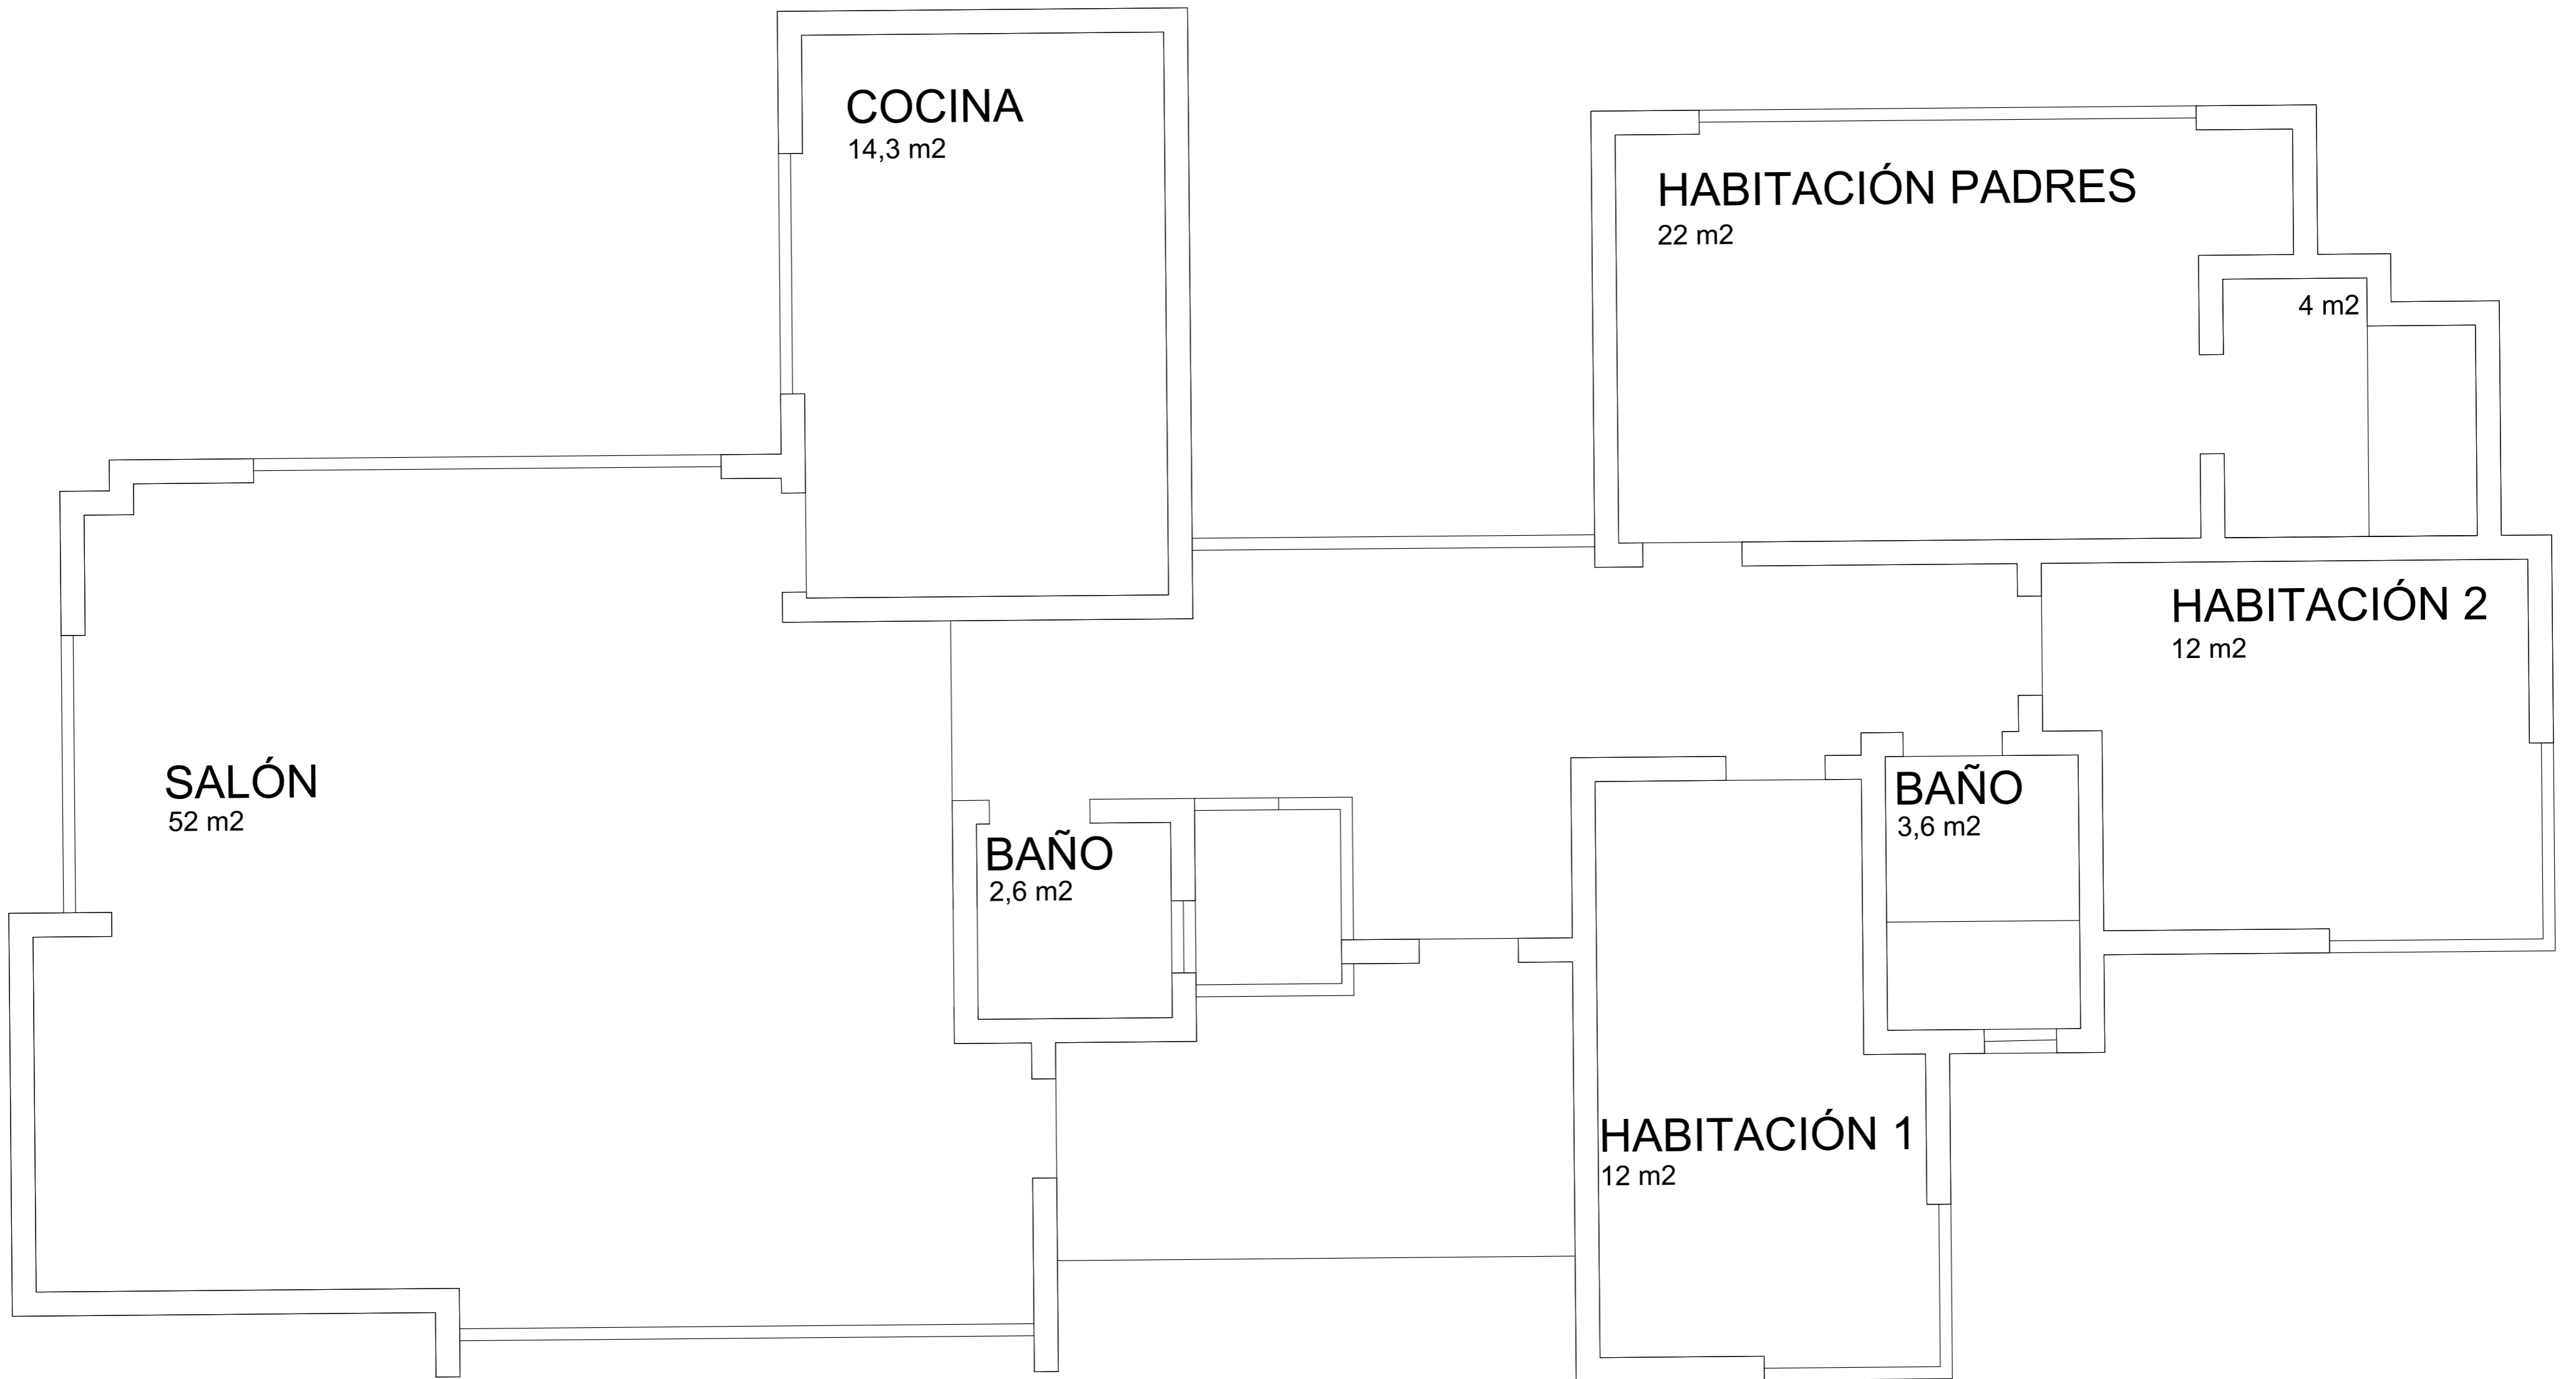 COCINA
14,3 m2
HABITACIÓN PADRES
22 m2
4 m2
HABITACIÓN 2
12 m2
SALÓN
52 m2
BAÑO
2,6 m2
BAÑO
3,6 m2
HABITACIÓN 1
12 m2